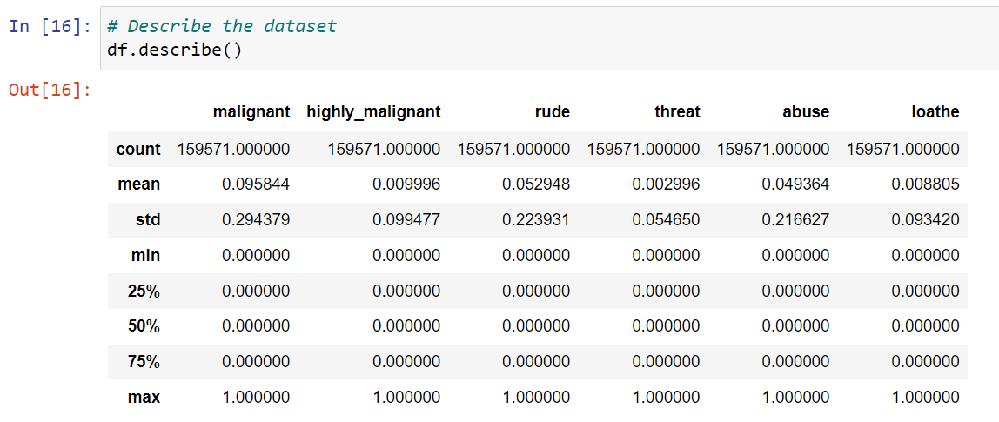 In [16]: # Describe the dataset
df.describe()
Out[16]:
malignant highly_malignant rude threat abuse loathe
count 159571.000000 159571.000000 159571.000000 159571.000000 159571.000000 159571.000000
mean 0.095844 0.009996 0.052948 0.002996 0.049364 0.008805
std 0.294379 0.099477 0.223931 0.054650 0.216627 0.093420
min 0.000000 0.000000 0.000000 0.000000 0.000000 0.000000
25% 0.000000 0.000000 0.000000 0.000000 0.000000 0.000000
50% 0.000000 0.000000 0.000000 0.000000 0.000000 0.000000
75% 0.000000 0.000000 0.000000 0.000000 0.000000 0.000000
max 1.000000 1.000000 1.000000 1.000000 1.000000 1.000000